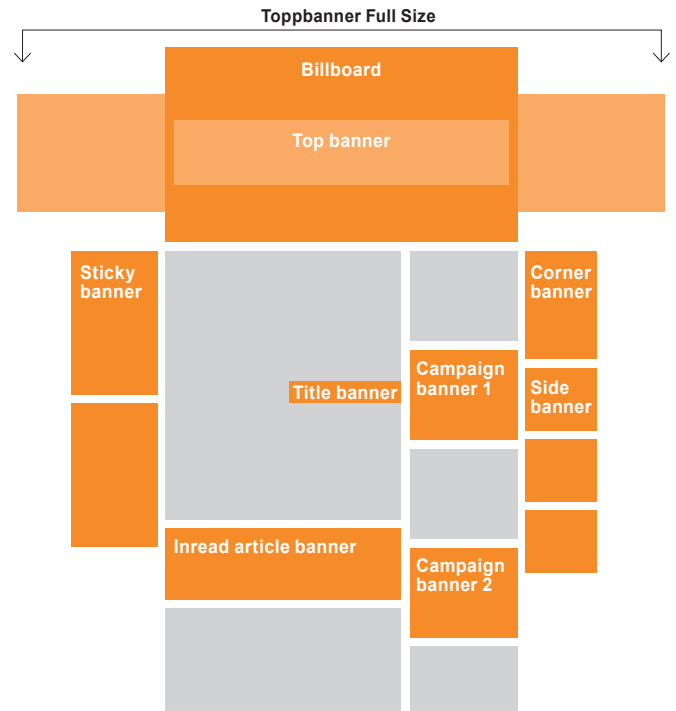 Toppbanner Full Size
Billboard
Top banner
Sticky
banner
Corner
banner
Campaign
banner 1
Side
banner
Title banner
Inread article banner
Campaign
banner 2